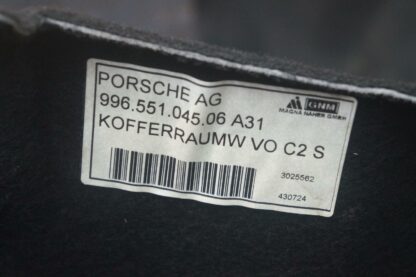 PORSCHE AG
996.551.045.06 A31
KOFFERRAUMW VO C2 S
GNM
MAGNA NAHER GMBH
3025562
430724